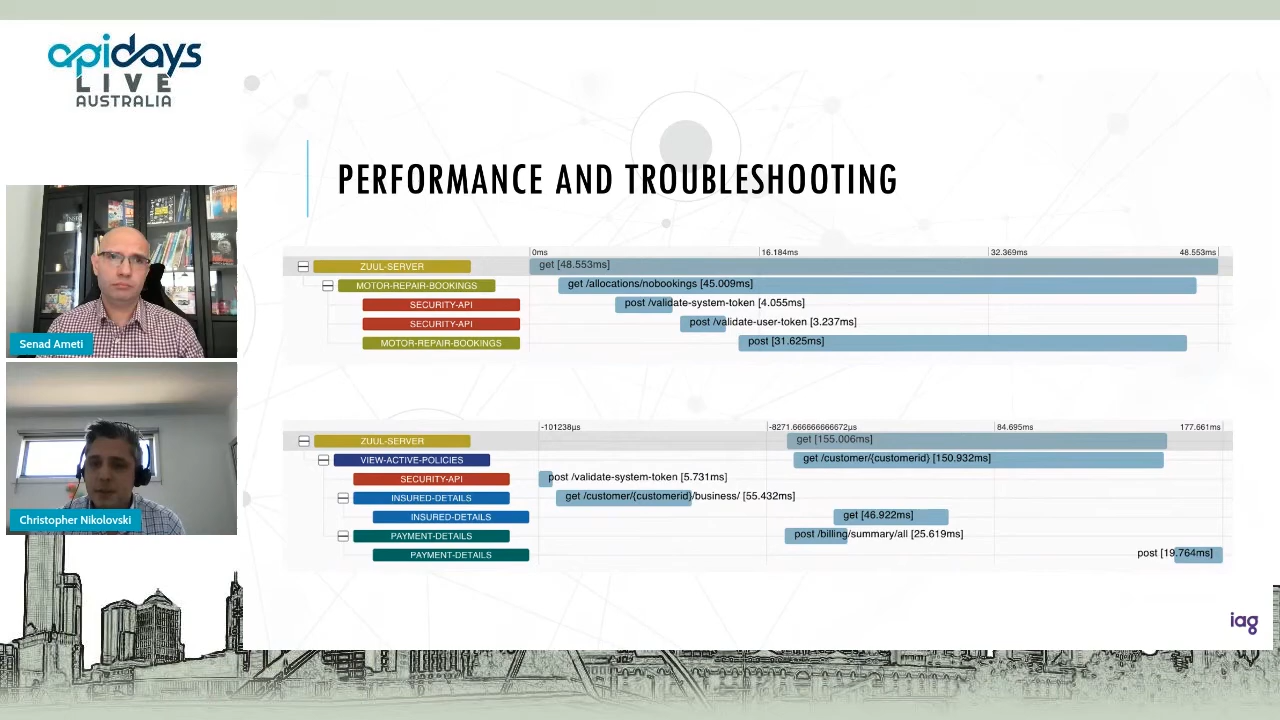 apidays
LIVE
AUSTRALIA
PERFORMANCE AND TROUBLESHOOTING
0ms 16.184ms 32.369ms 48.553ms
ZUUL-SERVER get [48.553ms]
MOTOR-REPAIR-BOOKINGS get /allocations/nobookings [45.009ms]
SECURITY-API post /validate-system-token [4.055ms]
SECURITY-API post /validate-user-token [3.237ms]
MOTOR-REPAIR-BOOKINGS post [31.625ms]
Senad Ameti
-101238µs -8271.666666666672µs 84.695ms 177.661ms
ZUUL-SERVER get [155.006ms]
VIEW-ACTIVE-POLICIES get /customer/{customerid} [150.932ms]
SECURITY-API post /validate-system-token [5.731ms]
INSURED-DETAILS get /customer/{customerid}/business/ [55.432ms]
INSURED-DETAILS get [46.922ms]
PAYMENT-DETAILS post /billing/summary/all [25.619ms]
PAYMENT-DETAILS post [19.764ms]
Christopher Nikolovski
iag